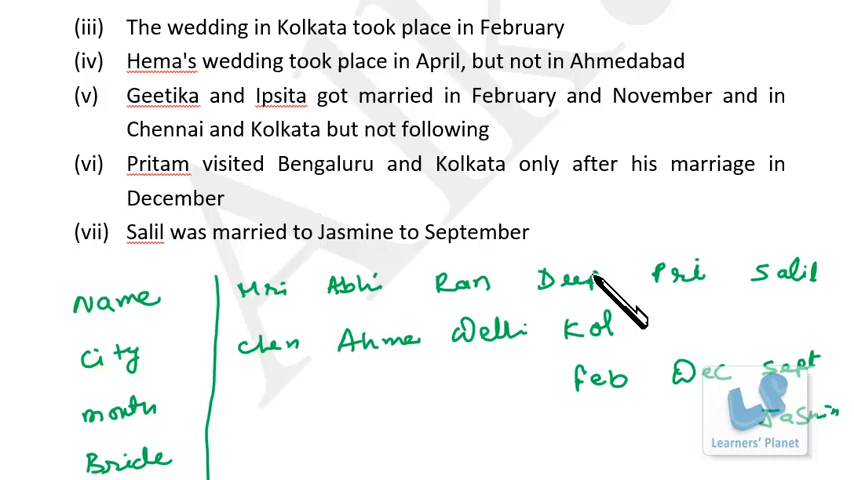 (iii) The wedding in Kolkata took place in February
(iv) Hema's wedding took place in April, but not in Ahmedabad
(v) Geetika and Ipsita got married in February and November and in
Chennai and Kolkata but not following
(vi) Pritam visited Bengaluru and Kolkata only after his marriage in
December
(vii) Salil was married to Jasmine to September
Name Mri Abhi Ran Deep Pri Salil
City Chen Ahme Delhi Kol
month Feb Dec Sept
Bride Jasmin
Learners' Planet